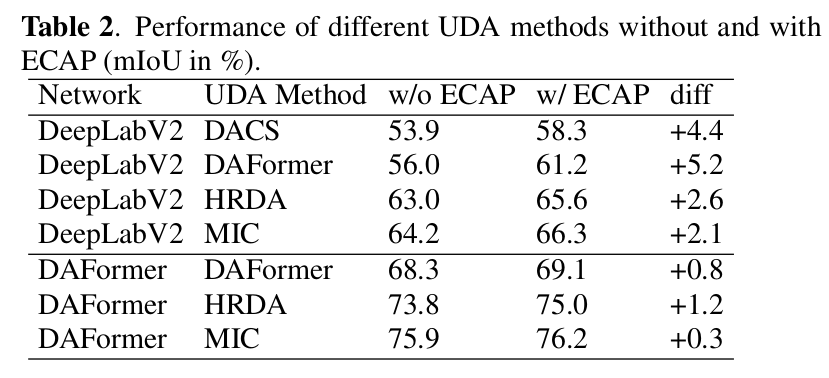 Table 2. Performance of different UDA methods without and with
ECAP (mIoU in %).
Network UDA Method w/o ECAP w/ ECAP diff
DeepLabV2 DACS 53.9 58.3 +4.4
DeepLabV2 DAFormer 56.0 61.2 +5.2
DeepLabV2 HRDA 63.0 65.6 +2.6
DeepLabV2 MIC 64.2 66.3 +2.1
DAFormer DAFormer 68.3 69.1 +0.8
DAFormer HRDA 73.8 75.0 +1.2
DAFormer MIC 75.9 76.2 +0.3